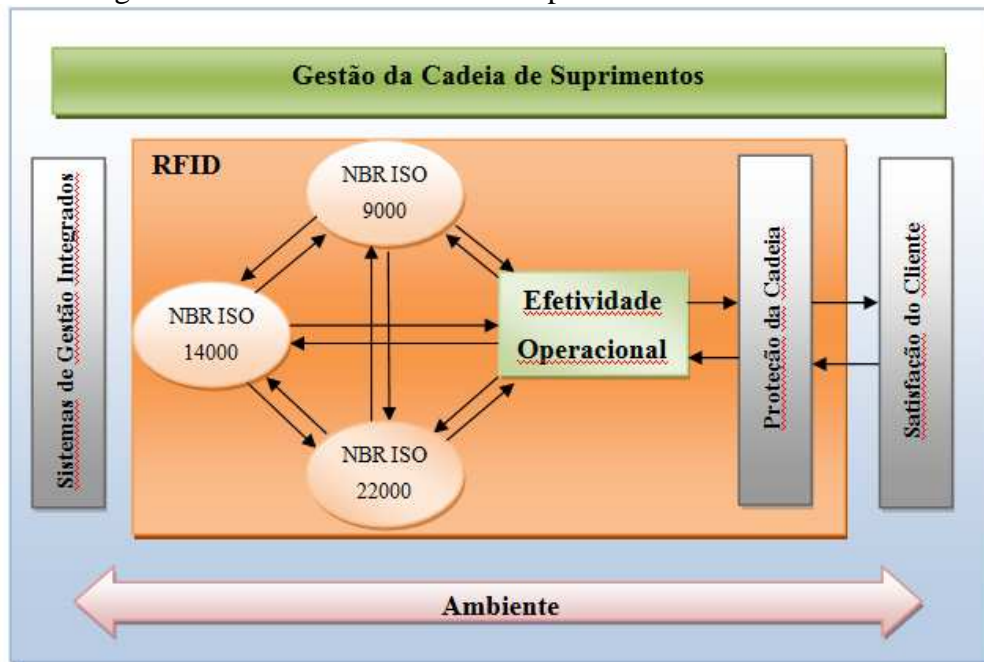 Gestão da Cadeia de Suprimentos
RFID
NBR ISO
9000
NBR ISO
14000
NBR ISO
22000
Efetividade
Operacional
Sistemas de Gestão Integrados
Proteção da Cadeia
Satisfação do Cliente
Ambiente